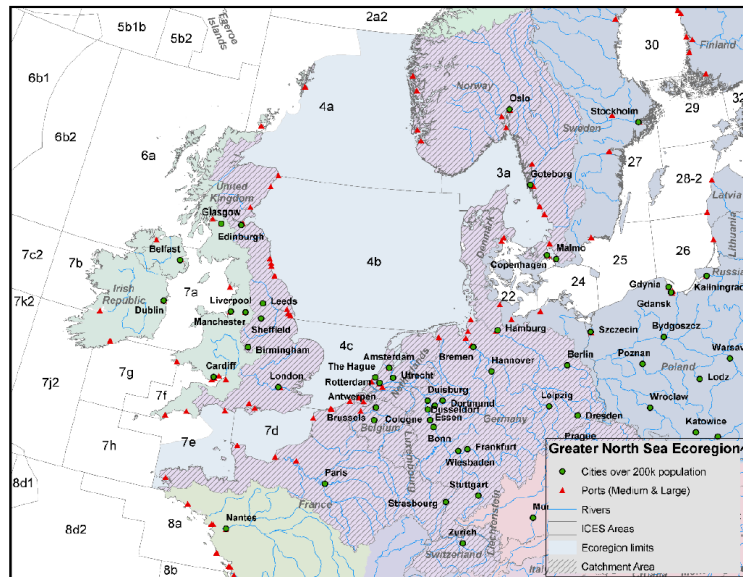 5b1b
5b2
Faeroe
Islands
2a2
6b1
6b2
6a
4a
Norway
Oslo
Sweden
Stockholm
30
Finland
29
32
27
28-2
Latvia
Lithuania
3a
Goteborg
United
Kingdom
Glasgow
Edinburgh
Denmark
Malmo
Copenhagen
4b
22
24
25
26
Russia
Kaliningrad
Gdynia
Gdansk
7c2
7b
Belfast
Irish
Republic
7a
Dublin
7k2
Liverpool
Leeds
Manchester
Sheffield
Birmingham
Hamburg
Szczecin
Bydgoszcz
Warsaw
Poznan
Poland
Lodz
7j2
7g
Cardiff
7f
London
4c
Amsterdam
The Hague
Rotterdam
Utrecht
Netherlands
Bremen
Hannover
Berlin
Antwerpen
Brussels
Belgium
Duisburg
Dortmund
Dusseldorf
Essen
Cologne
Bonn
Germany
Leipzig
Dresden
Wroclaw
Katowice
Prague
7h
7e
7d
Luxembourg
Frankfurt
Wiesbaden
Paris
France
Strasbourg
Stuttgart
8d1
8d2
8a
8b
Nantes
Zurich
Switzerland
Liechtenstein
Mun
Italy
Greater North Sea Ecoregion
Cities over 200k population
Ports (Medium & Large)
Rivers
ICES Areas
Ecoregion limits
Catchment Area